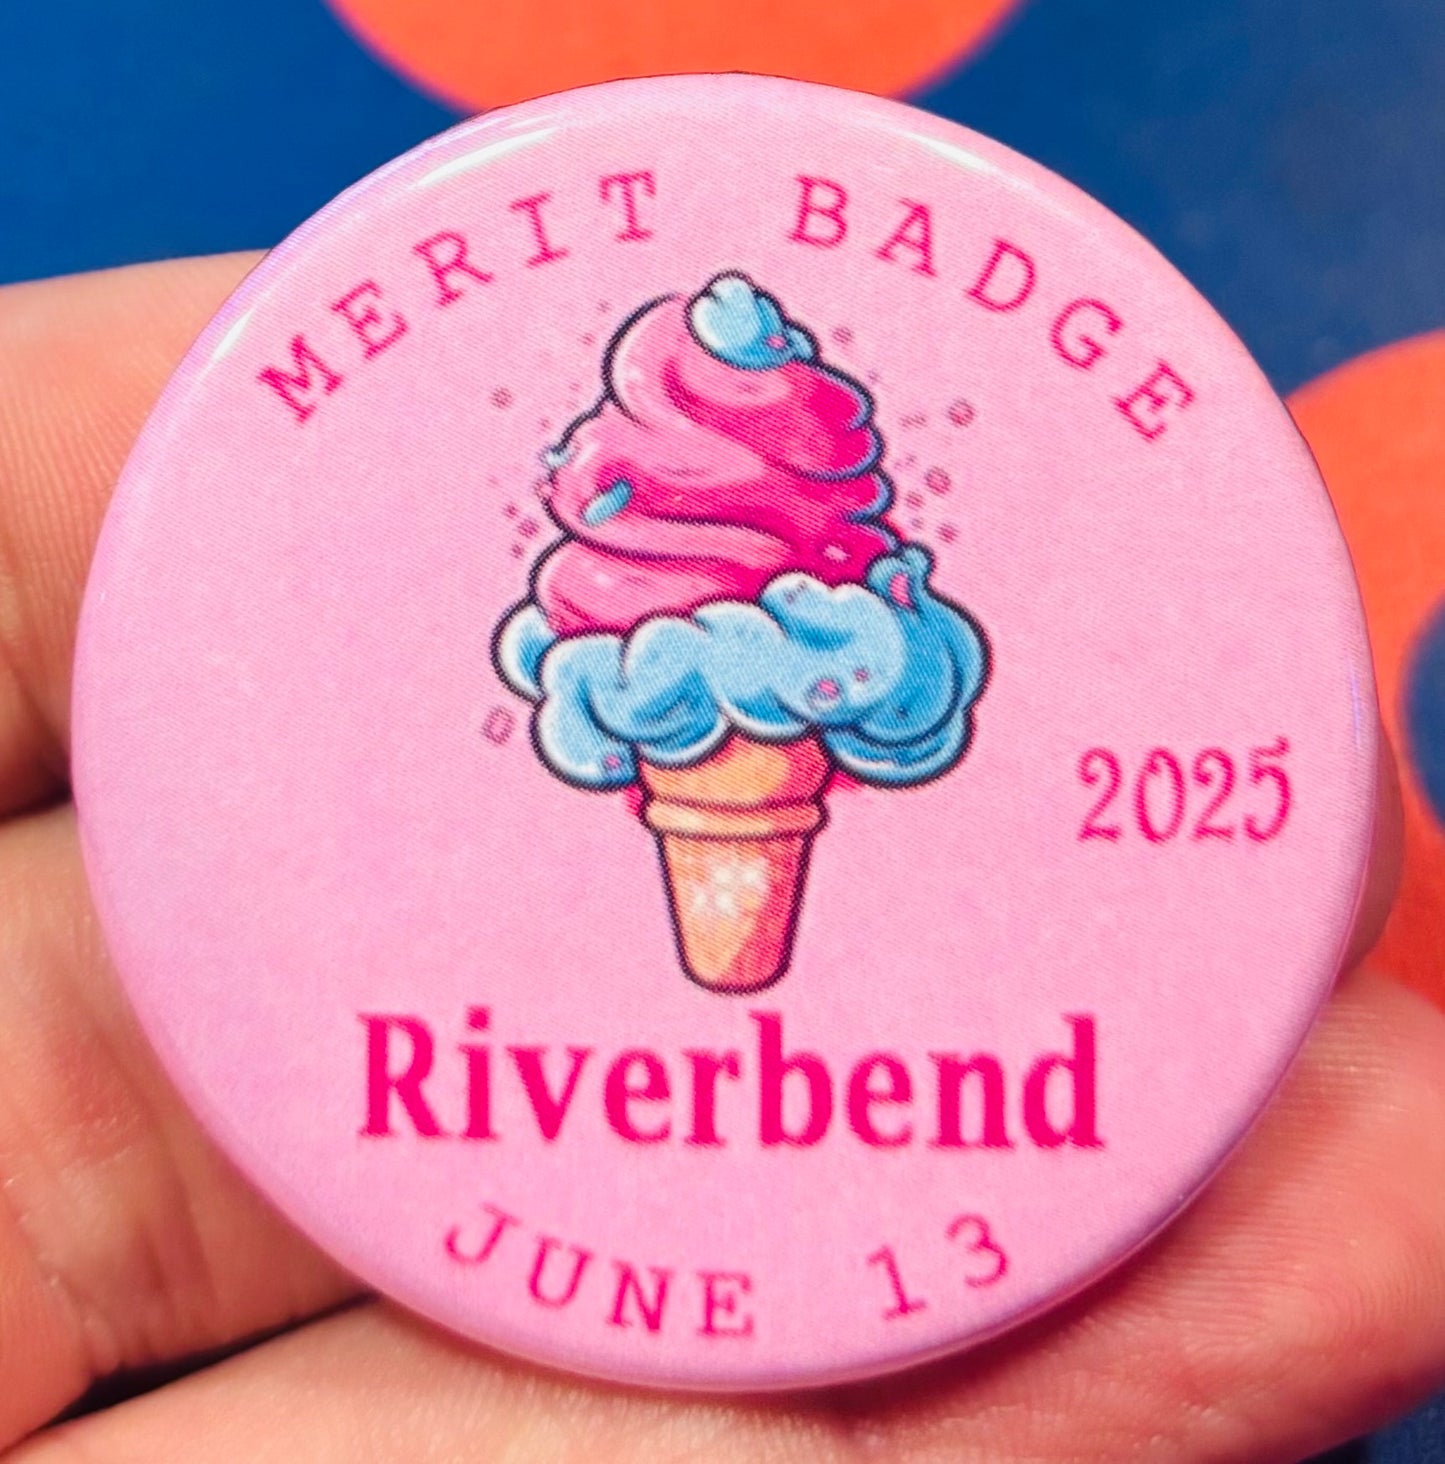 MERIT BADGE
2025
Riverbend
JUNE 13